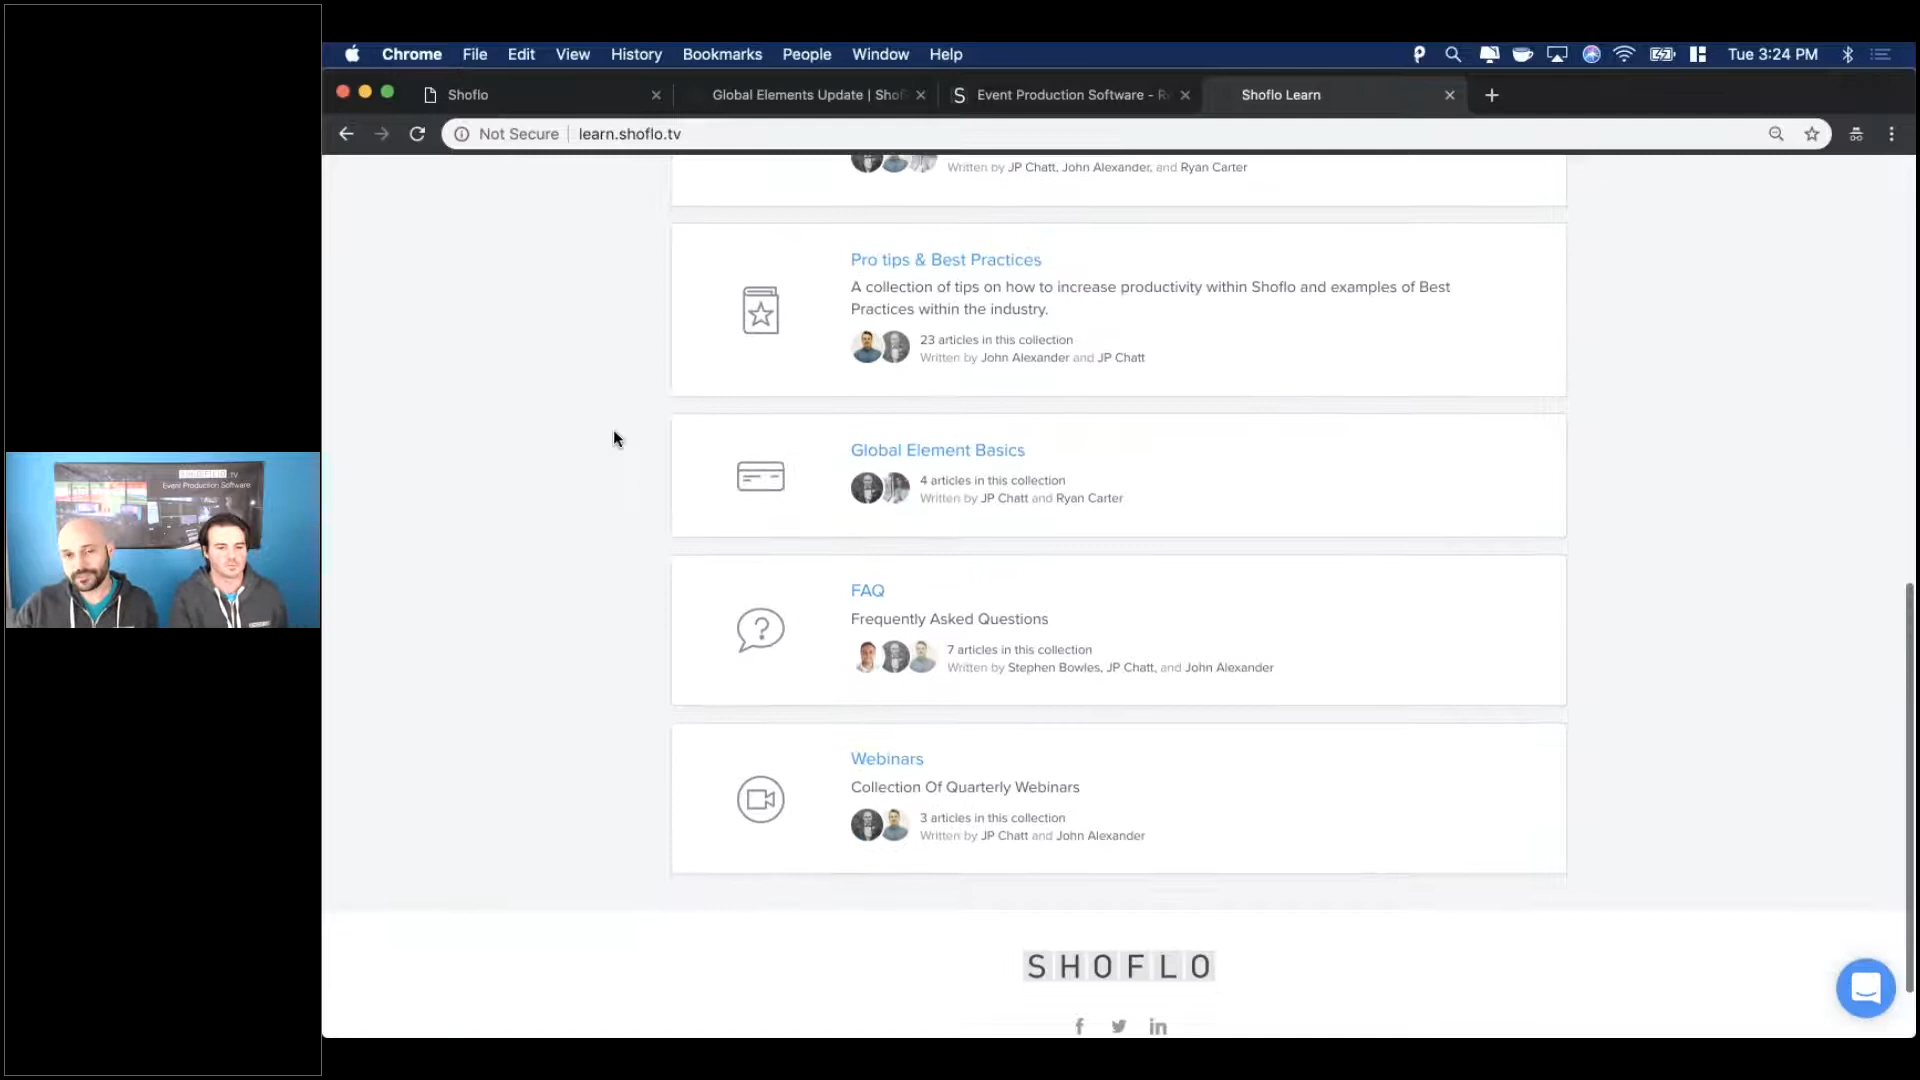 Chrome File Edit View History Bookmarks People Window Help
Tue 3:24 PM
Shoflo
Global Elements Update | Shof
Event Production Software - R
Shoflo Learn
Not Secure
learn.shoflo.tv
Written by JP Chatt, John Alexander, and Ryan Carter
Pro tips & Best Practices
A collection of tips on how to increase productivity within Shoflo and examples of Best
Practices within the industry.
23 articles in this collection
Written by John Alexander and JP Chatt
Global Element Basics
4 articles in this collection
Written by JP Chatt and Ryan Carter
SHOFLO TV
Event Production Software
FAQ
Frequently Asked Questions
7 articles in this collection
Written by Stephen Bowles, JP Chatt, and John Alexander
Webinars
Collection Of Quarterly Webinars
3 articles in this collection
Written by JP Chatt and John Alexander
SHOFLO